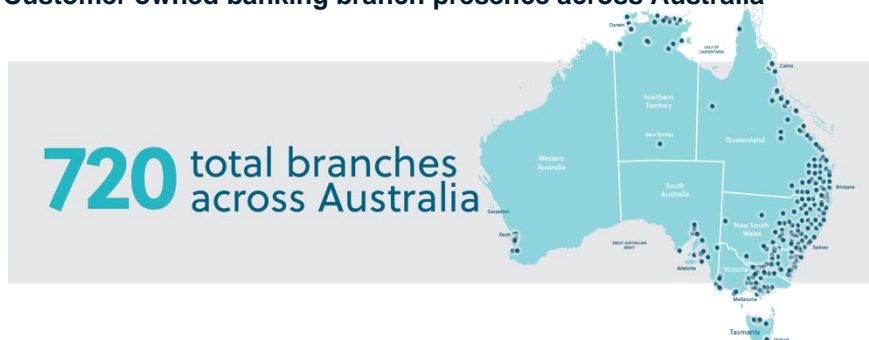 Customer owned banking branch presence across Australia
720 total branches
across Australia
Darwin
GULF OF
CARPENTARIA
Cairns
Northern
Territory
Alice Springs
Queensland
Western
Australia
South
Australia
Brisbane
Geraldton
New South
Wales
Perth
GREAT AUSTRALIAN
BIGHT
Sydney
Adelaide
Victoria
Melbourne
Tasmania
Hobart